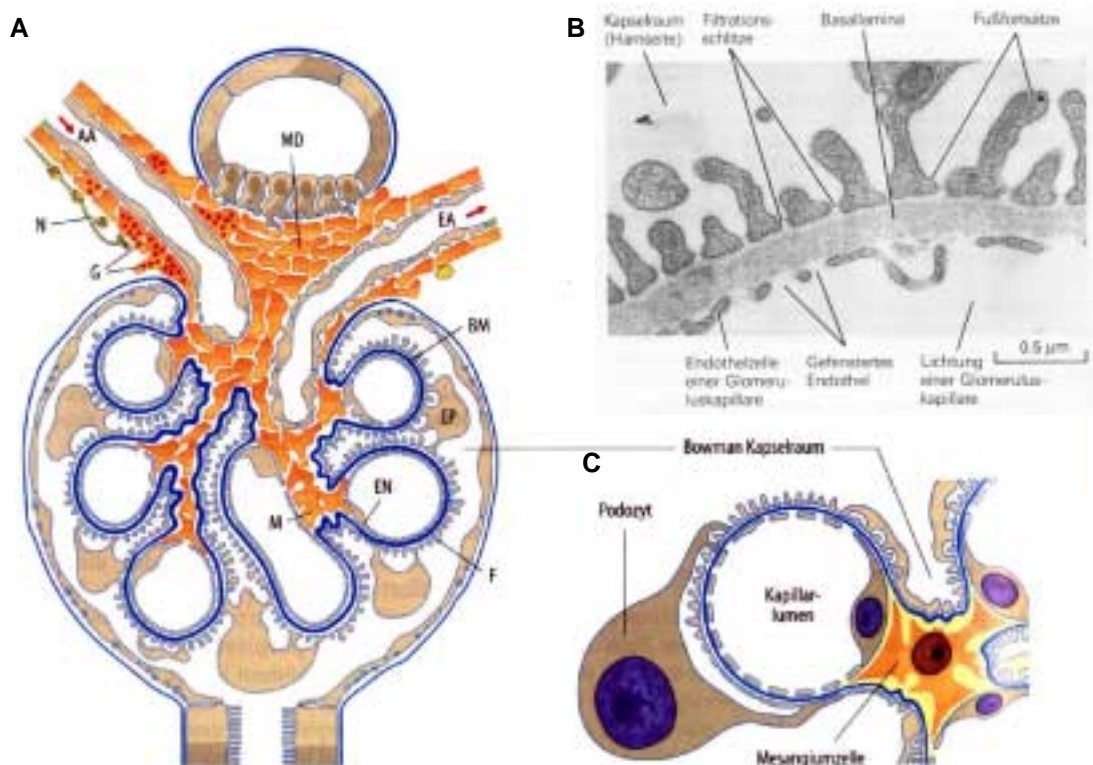 A
AA
MD
N
G
EA
BM
EP
EN
M
F
B
Kapselraum
(Harnseite)
Filtrations-
schlitze
Basallamina
Fußfortsätze
Endothelzelle
einer Glomeru-
luskapillare
Gefenstertes
Endothel
Lichtung
einer Glomerulus-
kapillare
0.5 µm
Bowman Kapselraum
C
Podozyt
Kapillar-
lumen
Mesangiumzelle